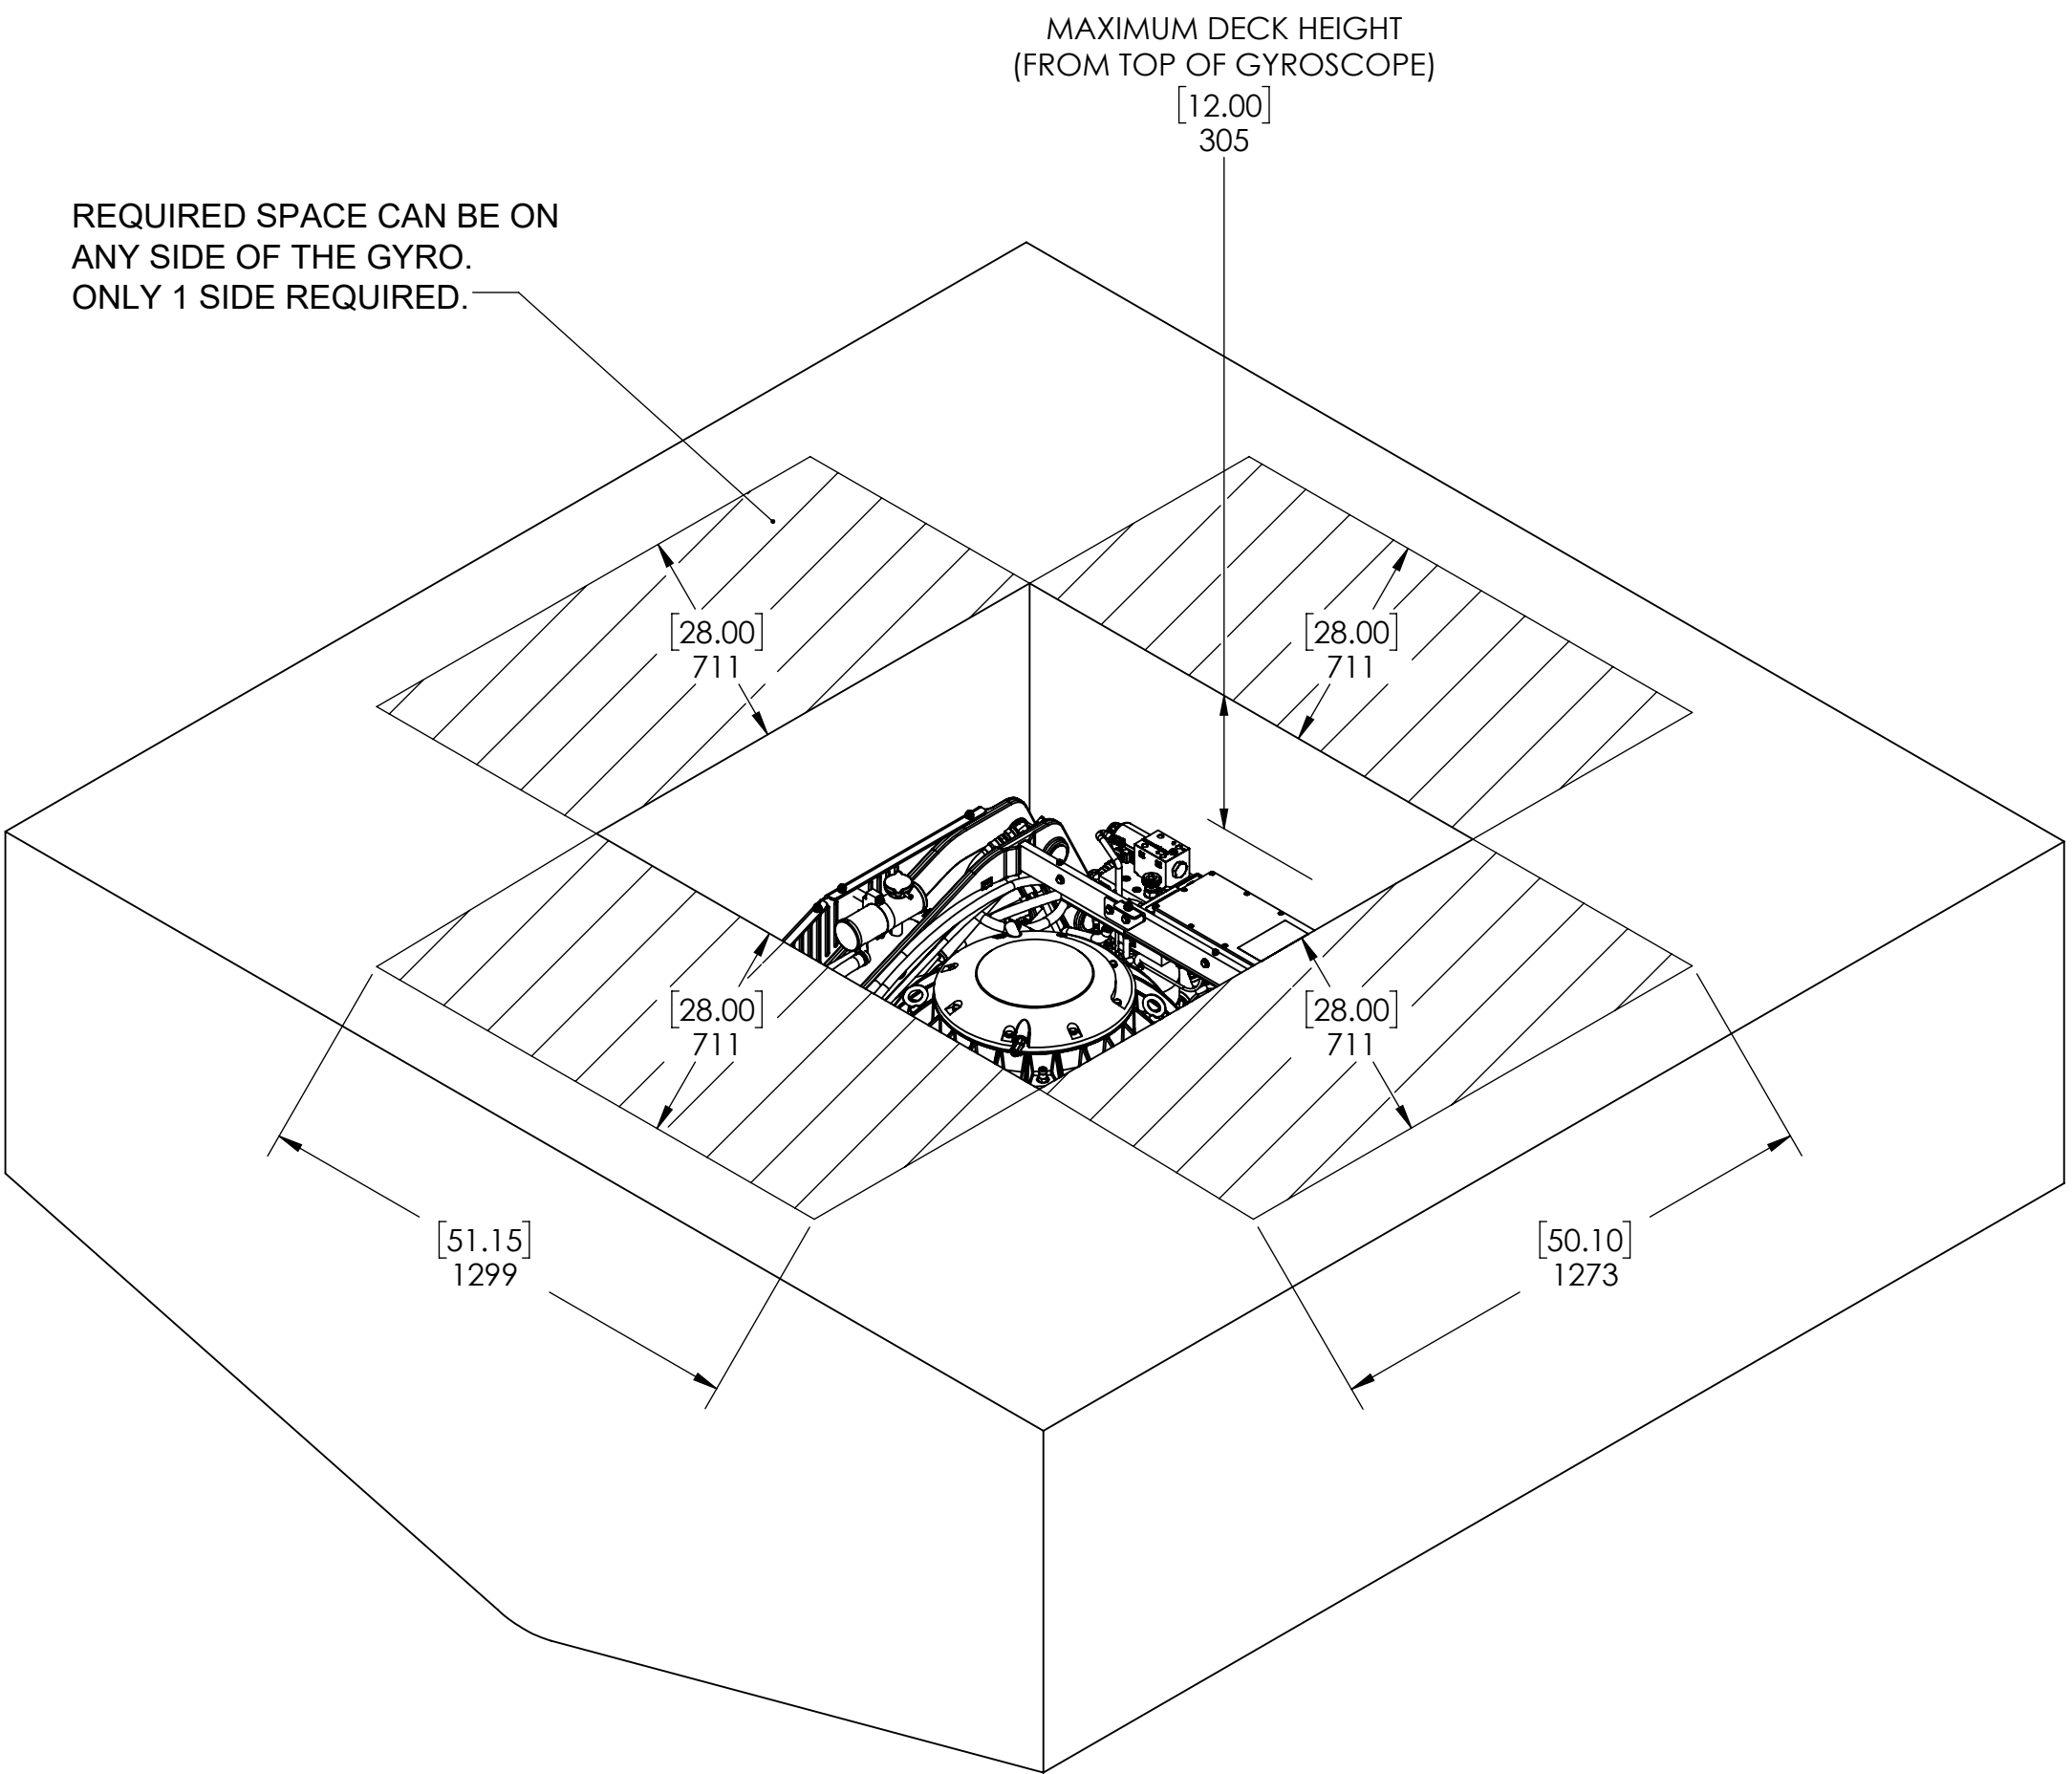 MAXIMUM DECK HEIGHT
(FROM TOP OF GYROSCOPE)
[12.00]
305
REQUIRED SPACE CAN BE ON
ANY SIDE OF THE GYRO.
ONLY 1 SIDE REQUIRED.
[28.00]
711
[28.00]
711
[28.00]
711
[28.00]
711
[51.15]
1299
[50.10]
1273